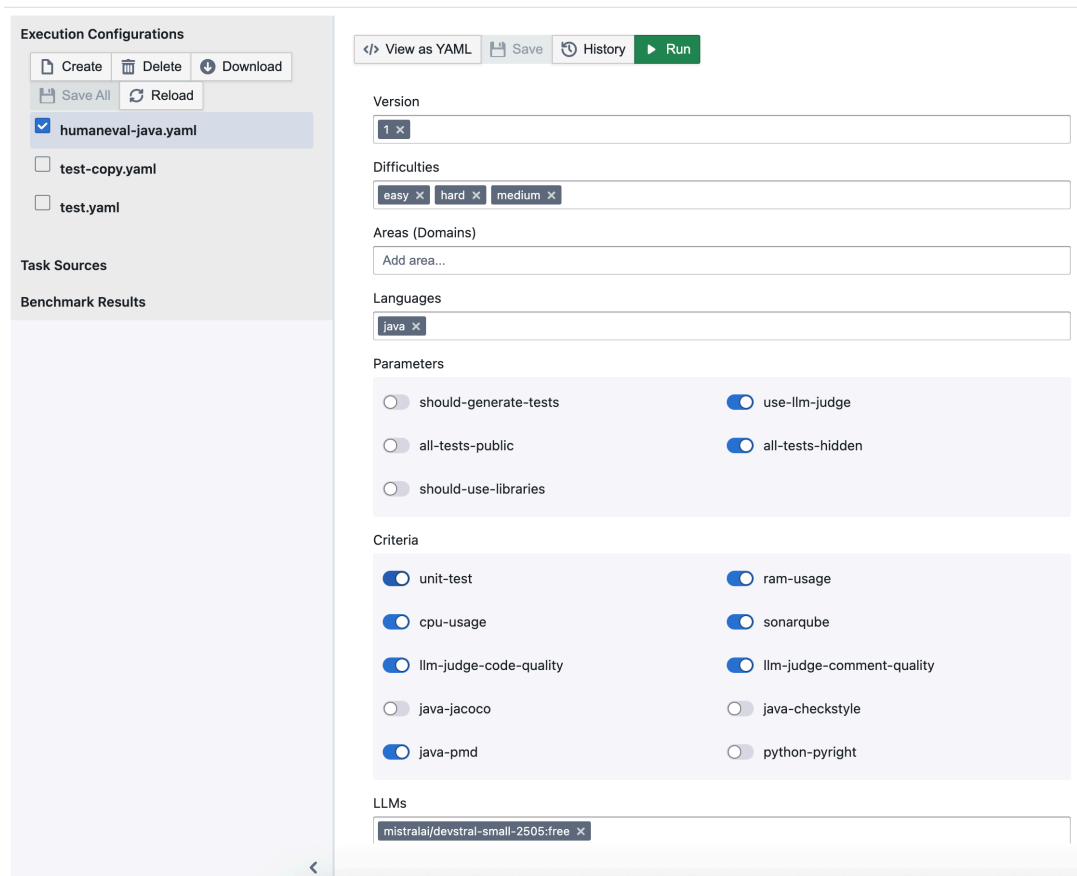 Execution Configurations
Create Delete Download
Save All Reload
humaneval-java.yaml
test-copy.yaml
test.yaml
Task Sources
Benchmark Results
</> View as YAML Save History Run
Version
1 ×
Difficulties
easy × hard × medium ×
Areas (Domains)
Add area...
Languages
java ×
Parameters
should-generate-tests use-llm-judge
all-tests-public all-tests-hidden
should-use-libraries
Criteria
unit-test ram-usage
cpu-usage sonarqube
llm-judge-code-quality llm-judge-comment-quality
java-jacoco java-checkstyle
java-pmd python-pyright
LLMs
mistralai/devstral-small-2505:free ×